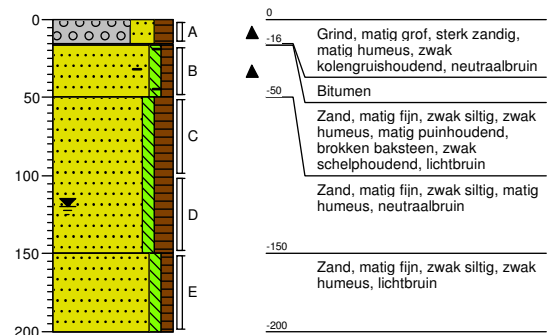 0
50
100
150
200
A
B
C
D
E
0
Grind, matig grof, sterk zandig,
matig humeus, zwak
kolengruishoudend, neutraalbruin
-16
Bitumen
-50
Zand, matig fijn, zwak siltig, zwak
humeus, matig puinhoudend,
brokken baksteen, zwak
schelphoudend, lichtbruin
Zand, matig fijn, zwak siltig, matig
humeus, neutraalbruin
-150
Zand, matig fijn, zwak siltig, zwak
humeus, lichtbruin
-200